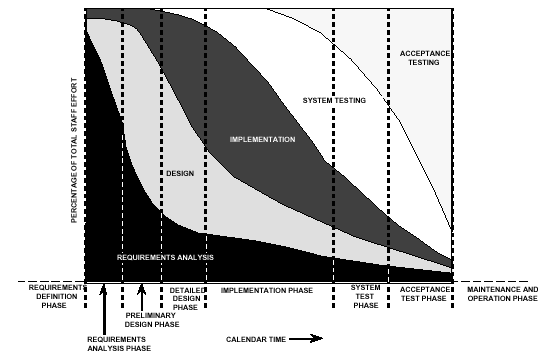 ACCEPTANCE
TESTING
SYSTEM TESTING
IMPLEMENTATION
DESIGN
REQUIREMENTS ANALYSIS
PERCENTAGE OF TOTAL STAFF EFFORT
REQUIREMENTS
DEFINITION
PHASE
REQUIREMENTS
ANALYSIS PHASE
PRELIMINARY
DESIGN PHASE
DETAILED
DESIGN
PHASE
IMPLEMENTATION PHASE
SYSTEM
TEST
PHASE
ACCEPTANCE
TEST PHASE
MAINTENANCE AND
OPERATION PHASE
CALENDAR TIME